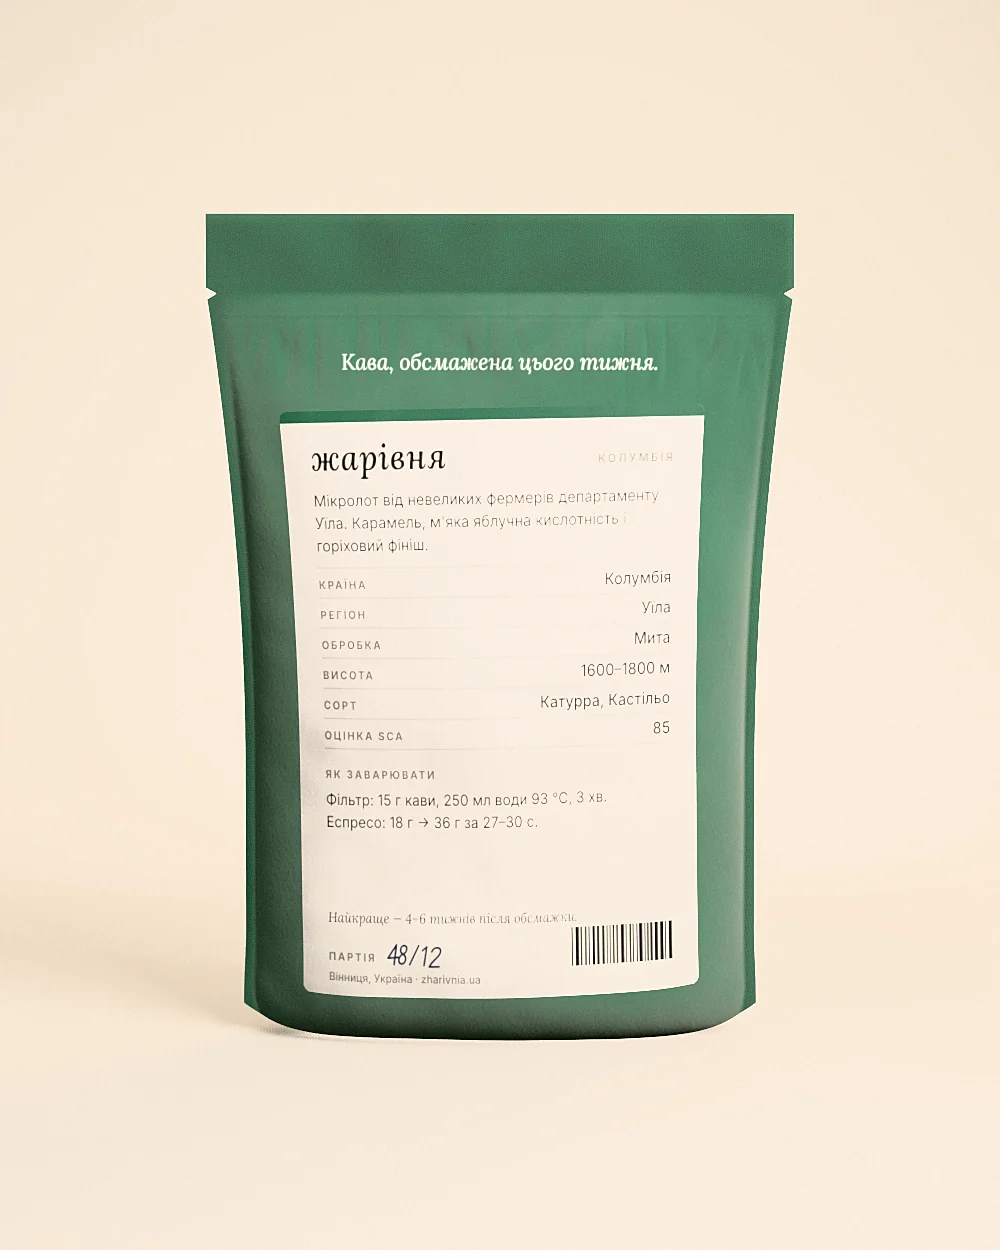 Кава, обсмажена цього тижня.
жарівня
КОЛУМБІЯ
Мікролот від невеликих фермерів департаменту
Уїла. Карамель, м'яка яблучна кислотність і
горіховий фініш.
КРАЇНА Колумбія
РЕГІОН Уїла
ОБРОБКА Мита
ВИСОТА 1600–1800 м
СОРТ Катурра, Кастільо
ОЦІНКА SCA 85
ЯК ЗАВАРЮВАТИ
Фільтр: 15 г кави, 250 мл води 93 °C, 3 хв.
Еспресо: 18 г → 36 г за 27–30 с.
Найкраще — 4–6 тижнів після обсмажки.
ПАРТІЯ 48/12
Вінниця, Україна · zharivnia.ua